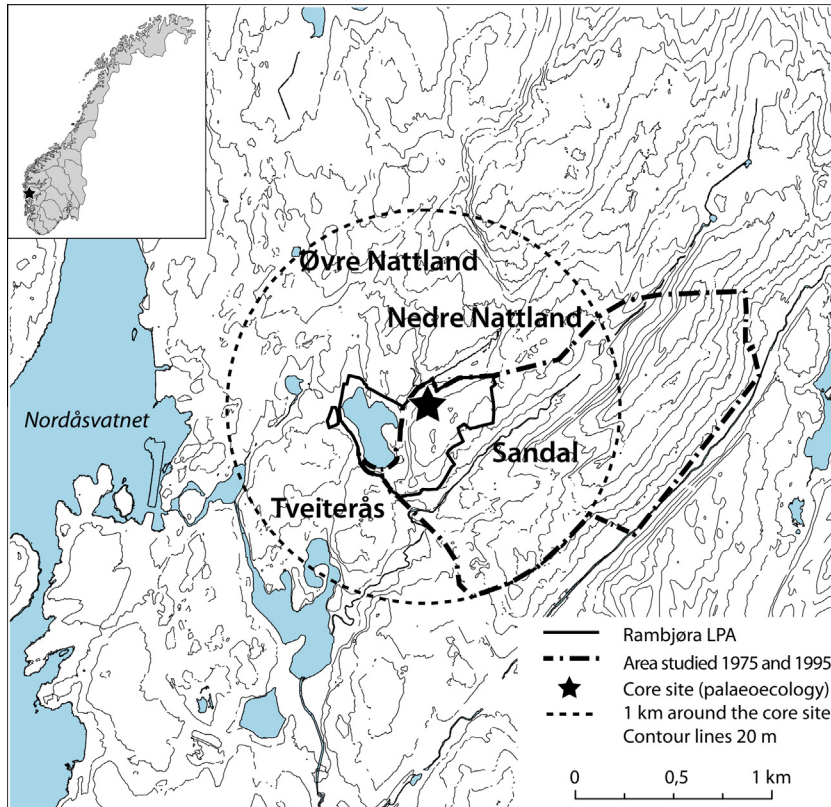 Øvre Nattland
Nedre Nattland
Nordåsvatnet
Sandal
Tveiterås
Rambjøra LPA
Area studied 1975 and 1995
Core site (palaeoecology)
1 km around the core site
Contour lines 20 m
0 0,5 1 km